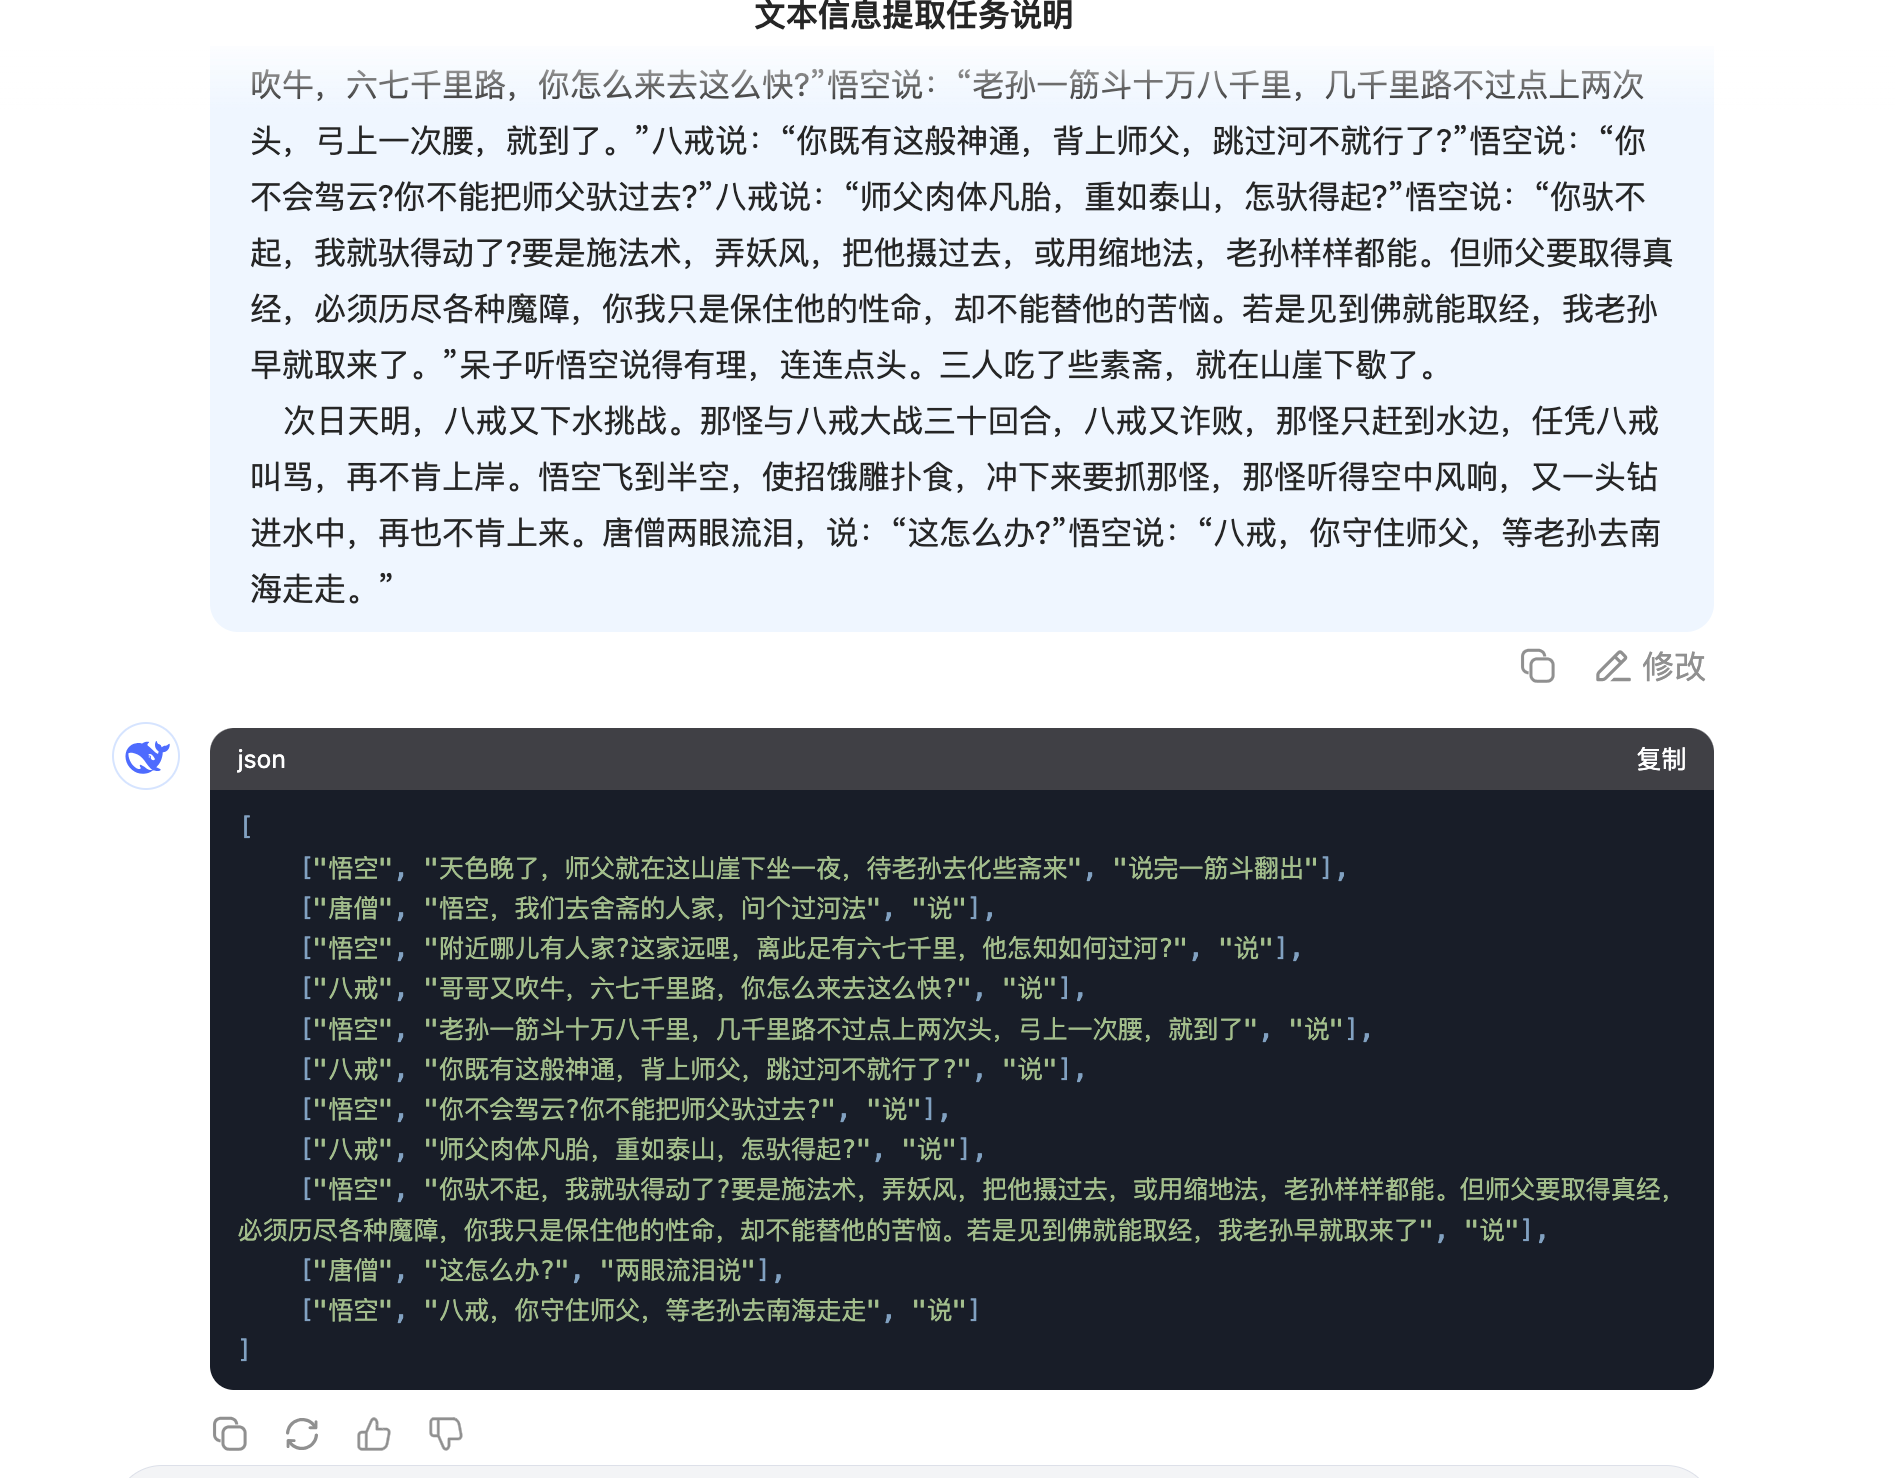 文本信息提取任务说明
吹牛，六七千里路，你怎么来去这么快?”悟空说：“老孙一筋斗十万八千里，几千里路不过点上两次
头，弓上一次腰，就到了。”八戒说：“你既有这般神通，背上师父，跳过河不就行了?”悟空说：“你
不会驾云?你不能把师父驮过去?”八戒说：“师父肉体凡胎，重如泰山，怎驮得起?”悟空说：“你驮不
起，我就驮得动了?要是施法术，弄妖风，把他摄过去，或用缩地法，老孙样样都能。但师父要取得真
经，必须历尽各种魔障，你我只是保住他的性命，却不能替他的苦恼。若是见到佛就能取经，我老孙
早就取来了。”呆子听悟空说得有理，连连点头。三人吃了些素斋，就在山崖下歇了。
次日天明，八戒又下水挑战。那怪与八戒大战三十回合，八戒又诈败，那怪只赶到水边，任凭八戒
叫骂，再不肯上岸。悟空飞到半空，使招饿雕扑食，冲下来要抓那怪，那怪听得空中风响，又一头钻
进水中，再也不肯上来。唐僧两眼流泪，说：“这怎么办?”悟空说：“八戒，你守住师父，等老孙去南
海走走。”
修改
json 复制
[
["悟空", "天色晚了，师父就在这山崖下坐一夜，待老孙去化些斋来", "说完一筋斗翻出"],
["唐僧", "悟空，我们去舍斋的人家，问个过河法", "说"],
["悟空", "附近哪儿有人家?这家远哩，离此足有六七千里，他怎知如何过河?", "说"],
["八戒", "哥哥又吹牛，六七千里路，你怎么来去这么快?", "说"],
["悟空", "老孙一筋斗十万八千里，几千里路不过点上两次头，弓上一次腰，就到了", "说"],
["八戒", "你既有这般神通，背上师父，跳过河不就行了?", "说"],
["悟空", "你不会驾云?你不能把师父驮过去?", "说"],
["八戒", "师父肉体凡胎，重如泰山，怎驮得起?", "说"],
["悟空", "你驮不起，我就驮得动了?要是施法术，弄妖风，把他摄过去，或用缩地法，老孙样样都能。但师父要取得真经，
必须历尽各种魔障，你我只是保住他的性命，却不能替他的苦恼。若是见到佛就能取经，我老孙早就取来了", "说"],
["唐僧", "这怎么办?", "两眼流泪说"],
["悟空", "八戒，你守住师父，等老孙去南海走走", "说"]
]